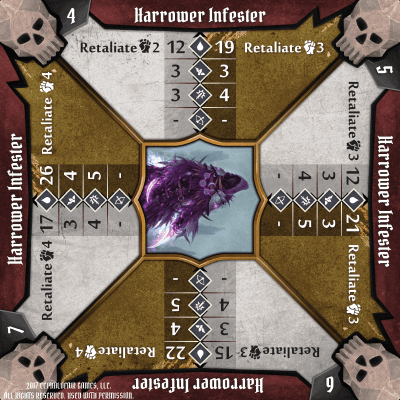 4
Harrower Infester
Retaliate 2 12 19 Retaliate 3
3 3
3 4
- -
5
Harrower Infester
Retaliate 3 12 21 Retaliate 3
3 3
4 5
- -
6
Harrower Infester
Retaliate 3 15 22 Retaliate 4
3 4
4 5
- -
7
Harrower Infester
Retaliate 4 17 26 Retaliate 4
3 4
4 5
- -
2017 CEPHALOFAIR GAMES, LLC.
ALL RIGHTS RESERVED. USED WITH PERMISSION.